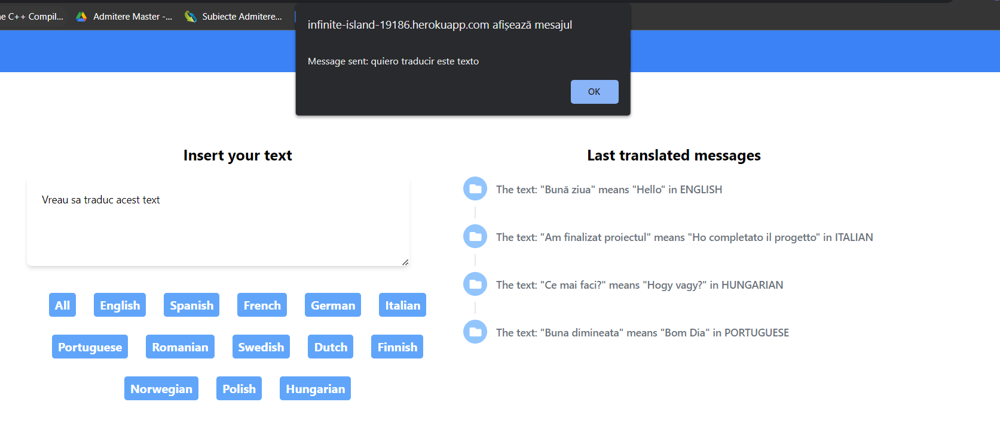 ne C++ Compil...
Admitere Master -...
Subiecte Admitere...
infinite-island-19186.herokuapp.com afișează mesajul
Message sent: quiero traducir este texto
OK
Insert your text
Vreau sa traduc acest text
All English Spanish French German Italian
Portuguese Romanian Swedish Dutch Finnish
Norwegian Polish Hungarian
Last translated messages
The text: "Bună ziua" means "Hello" in ENGLISH
The text: "Am finalizat proiectul" means "Ho completato il progetto" in ITALIAN
The text: "Ce mai faci?" means "Hogy vagy?" in HUNGARIAN
The text: "Buna dimineata" means "Bom Dia" in PORTUGUESE